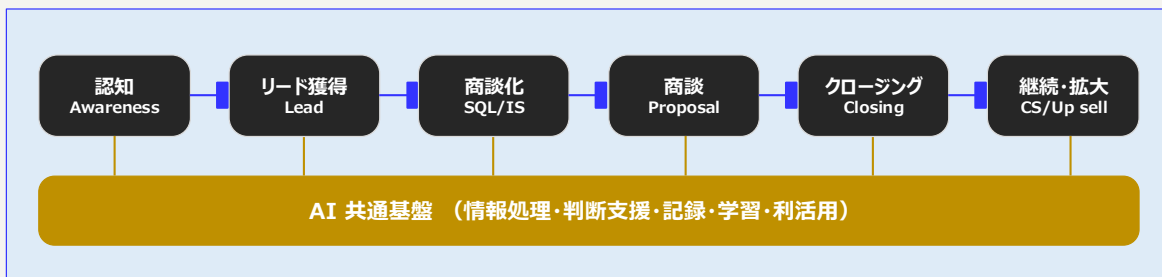 認知
Awareness
リード獲得
Lead
商談化
SQL/IS
商談
Proposal
クロージング
Closing
継続・拡大
CS/Up sell
AI 共通基盤 （情報処理・判断支援・記録・学習・利活用）